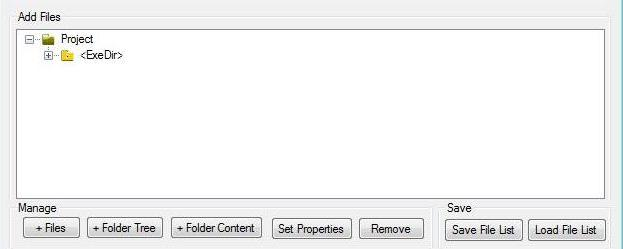 Add Files
Project
<ExeDir>
Manage
+ Files + Folder Tree + Folder Content Set Properties Remove
Save
Save File List Load File List